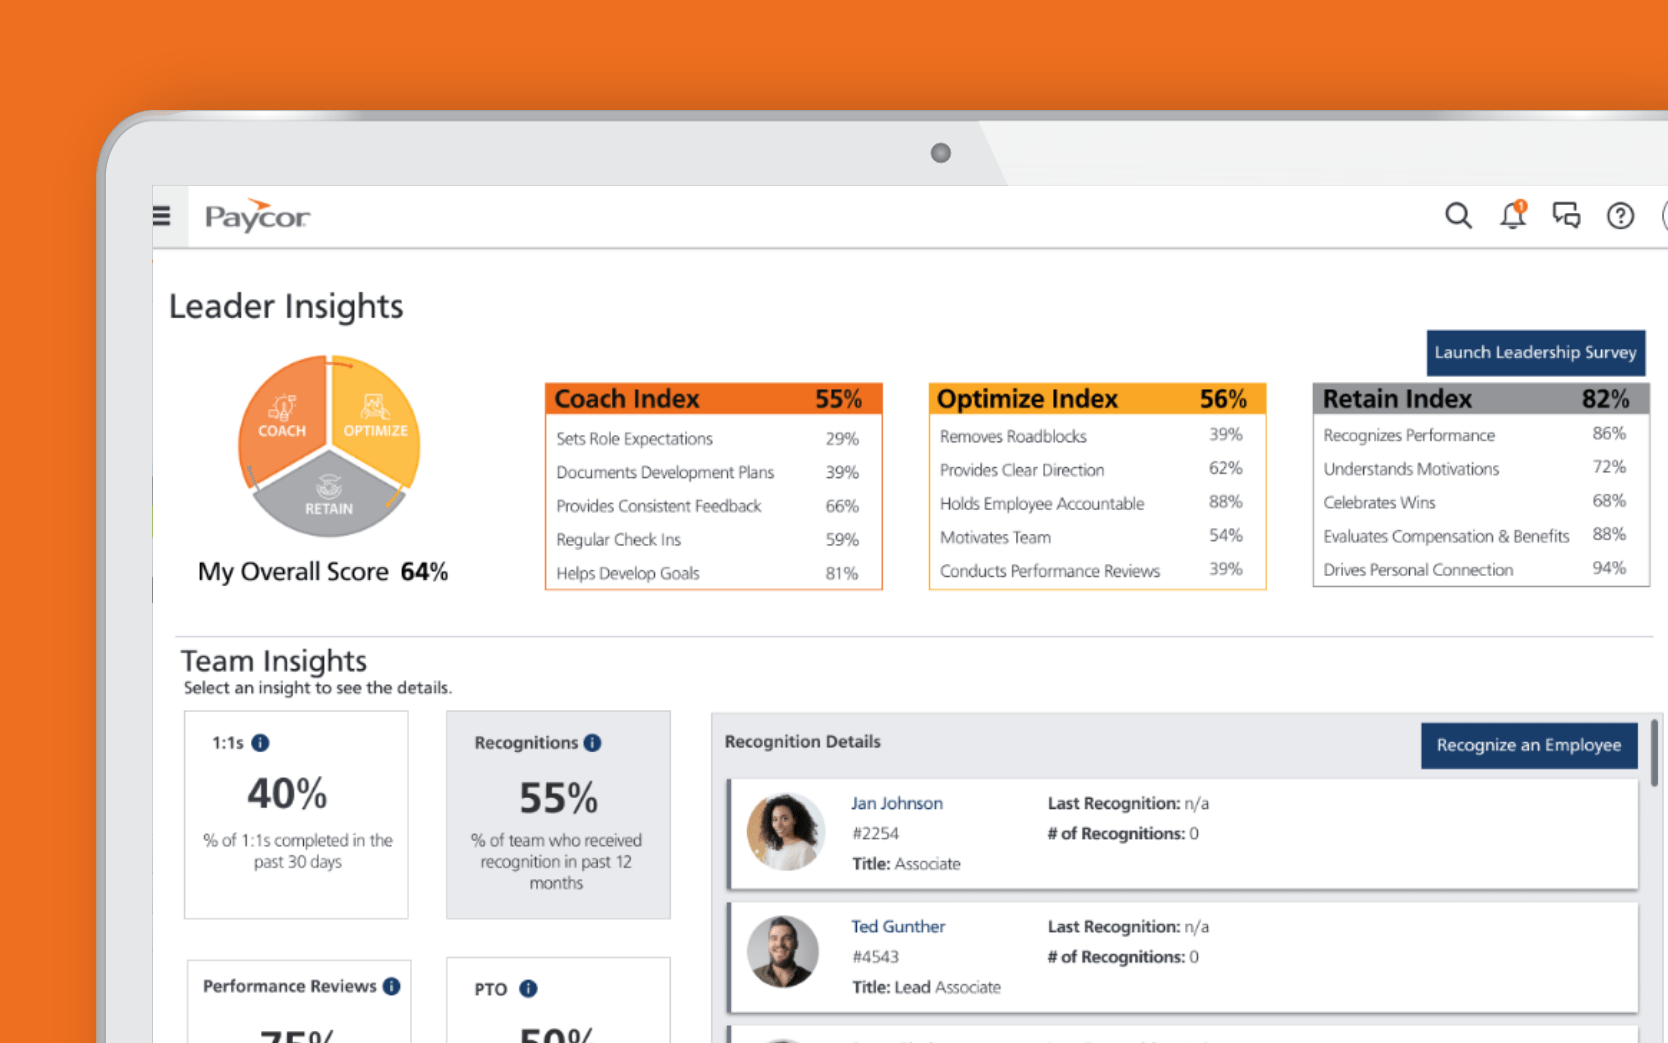 Paycor
1
Leader Insights
Launch Leadership Survey
COACH
OPTIMIZE
RETAIN
My Overall Score 64%
Coach Index 55%
Sets Role Expectations 29%
Documents Development Plans 39%
Provides Consistent Feedback 66%
Regular Check Ins 59%
Helps Develop Goals 81%
Optimize Index 56%
Removes Roadblocks 39%
Provides Clear Direction 62%
Holds Employee Accountable 88%
Motivates Team 54%
Conducts Performance Reviews 39%
Retain Index 82%
Recognizes Performance 86%
Understands Motivations 72%
Celebrates Wins 68%
Evaluates Compensation & Benefits 88%
Drives Personal Connection 94%
Team Insights
Select an insight to see the details.
1:1s
40%
% of 1:1s completed in the
past 30 days
Recognitions
55%
% of team who received
recognition in past 12
months
Performance Reviews
75%
PTO
50%
Recognition Details
Recognize an Employee
Jan Johnson
#2254
Title: Associate
Last Recognition: n/a
# of Recognitions: 0
Ted Gunther
#4543
Title: Lead Associate
Last Recognition: n/a
# of Recognitions: 0